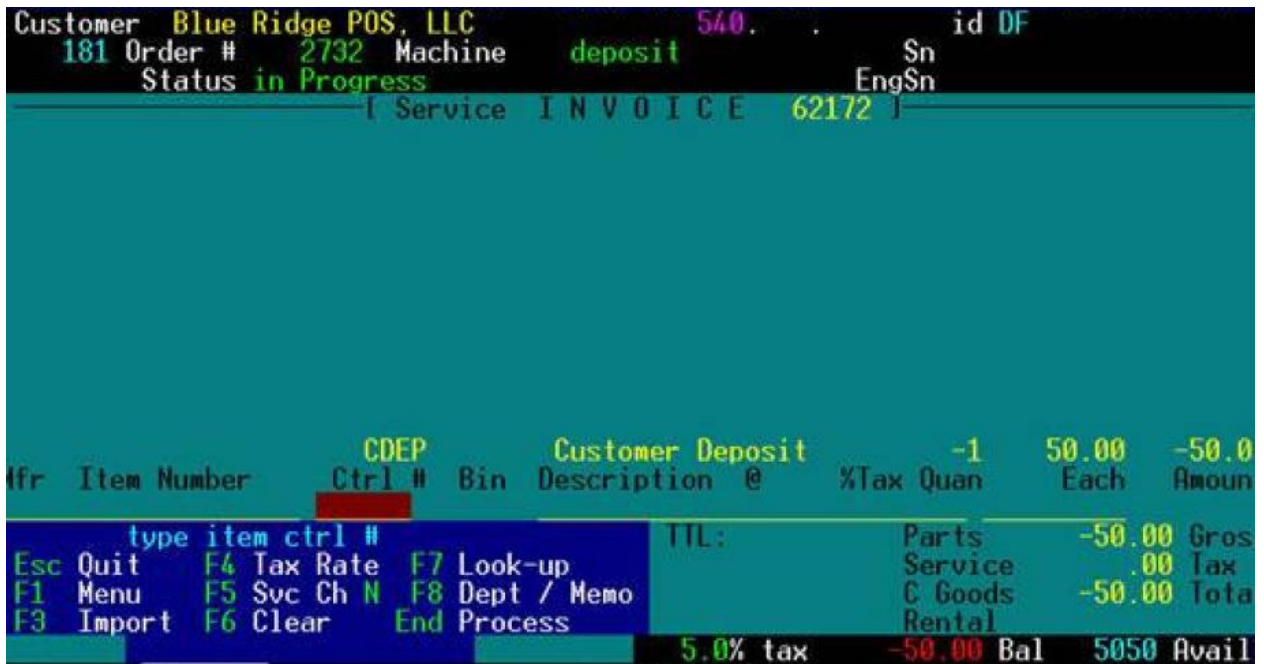 Customer Blue Ridge POS, LLC 540. . id DF
181 Order # 2732 Machine deposit Sn
Status in Progress EngSn
[ Service I N V O I C E 62172 ]
CDEP Customer Deposit -1 50.00 -50.0
Mfr Item Number Ctrl # Bin Description @ %Tax Quan Each Amoun
type item ctrl # TTL: Parts -50.00 Gros
Esc Quit F4 Tax Rate F7 Look-up Service .00 Tax
F1 Menu F5 Svc Ch N F8 Dept / Memo C Goods -50.00 Tota
F3 Import F6 Clear End Process Rental
5.0% tax -50.00 Bal 5050 Avail